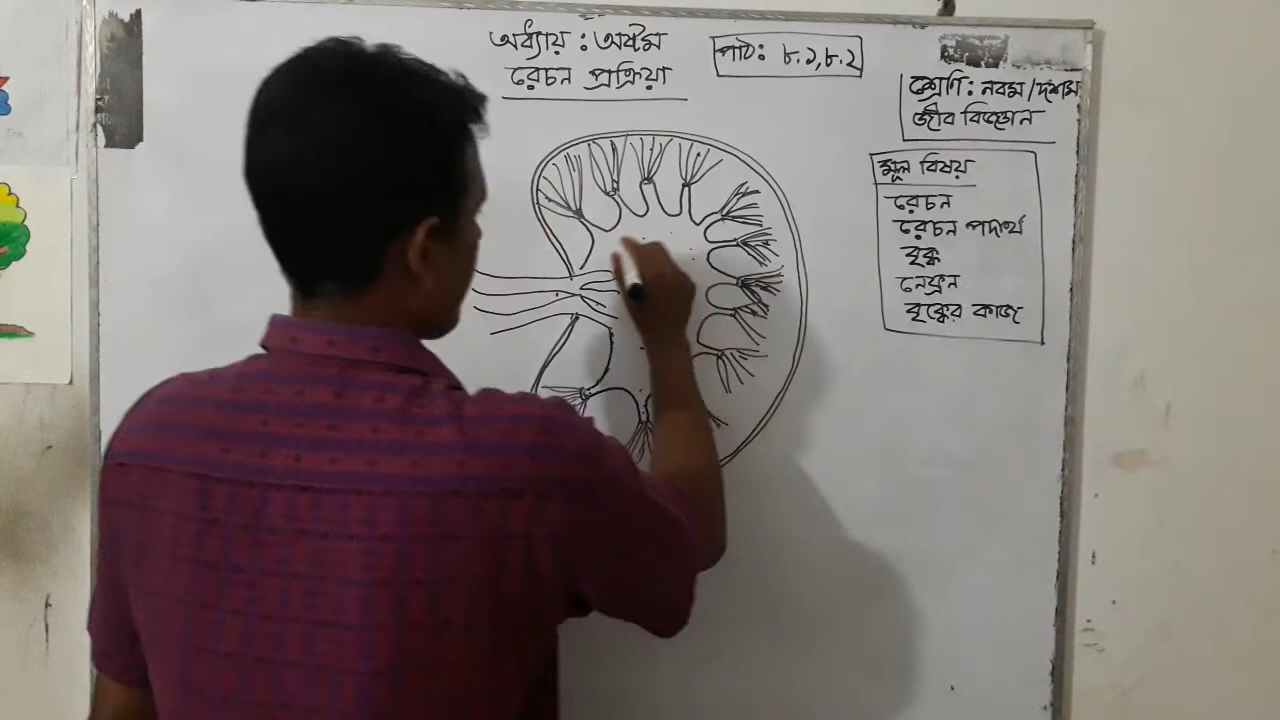 অধ্যায় : অষ্টম
রেচন প্রক্রিয়া
পাঠ: ৮.১,৮.২
শ্রেণি: নবম/দশম
জীব বিজ্ঞান
মূল বিষয়
রেচন
রেচন পদার্থ
বৃক্ক
নেফ্রন
বৃক্কের কাজ